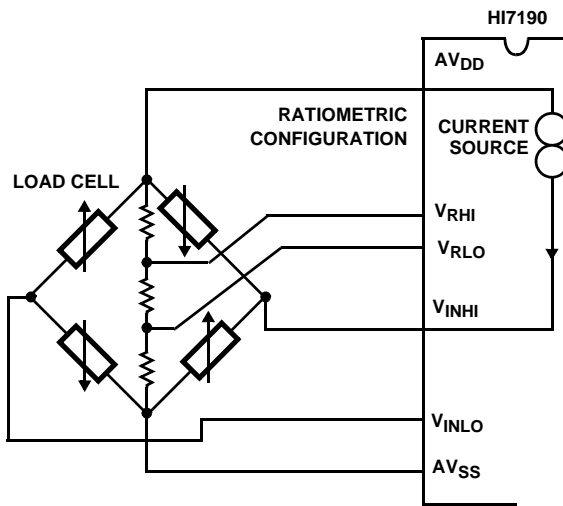 HI7190
AVDD
RATIOMETRIC
CONFIGURATION
CURRENT
SOURCE
LOAD CELL
VRHI
VRLO
VINHI
VINLO
AVSS